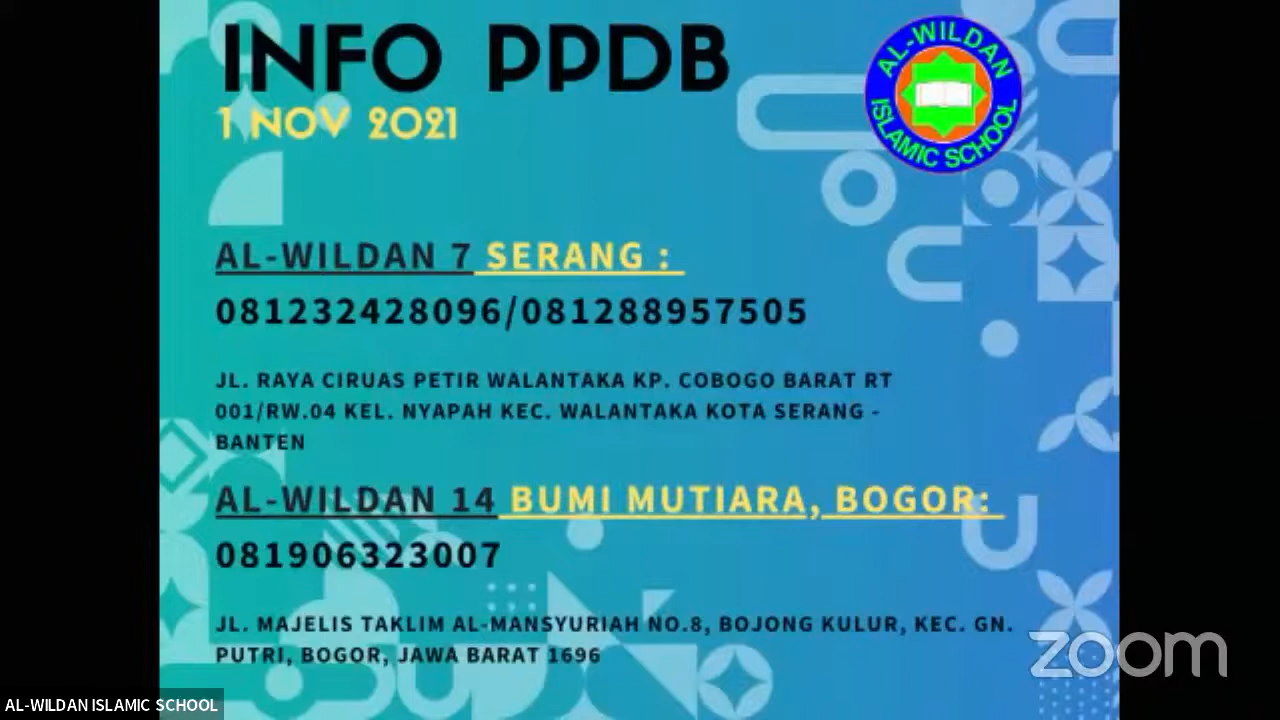 INFO PPDB
1 NOV 2021
AL-WILDAN
ISLAMIC SCHOOL
AL-WILDAN 7 SERANG :
081232428096/081288957505
JL. RAYA CIRUAS PETIR WALANTAKA KP. COBOGO BARAT RT
001/RW.04 KEL. NYAPAH KEC. WALANTAKA KOTA SERANG -
BANTEN
AL-WILDAN 14 BUMI MUTIARA, BOGOR:
081906323007
JL. MAJELIS TAKLIM AL-MANSYURIAH NO.8, BOJONG KULUR, KEC. GN.
PUTRI, BOGOR, JAWA BARAT 1696
zoom
AL-WILDAN ISLAMIC SCHOOL